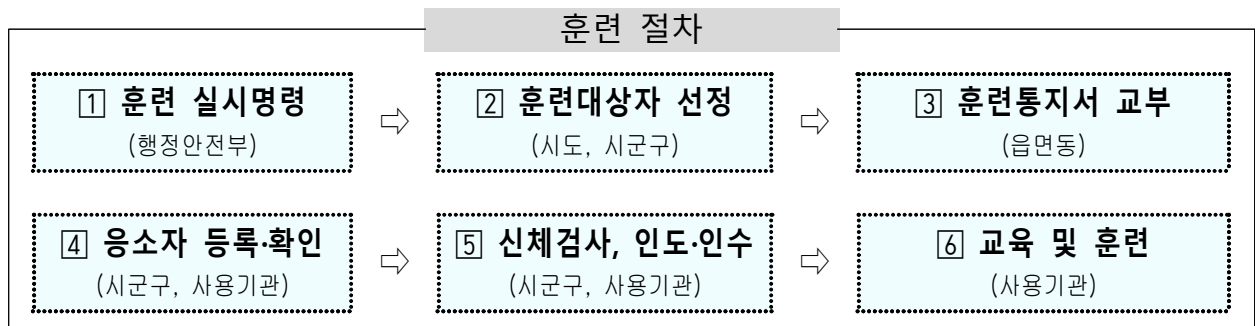 훈련 절차
1 훈련 실시명령
(행정안전부)
⇨
2 훈련대상자 선정
(시도, 시군구)
⇨
3 훈련통지서 교부
(읍면동)
4 응소자 등록·확인
(시군구, 사용기관)
⇨
5 신체검사, 인도·인수
(시군구, 사용기관)
⇨
6 교육 및 훈련
(사용기관)